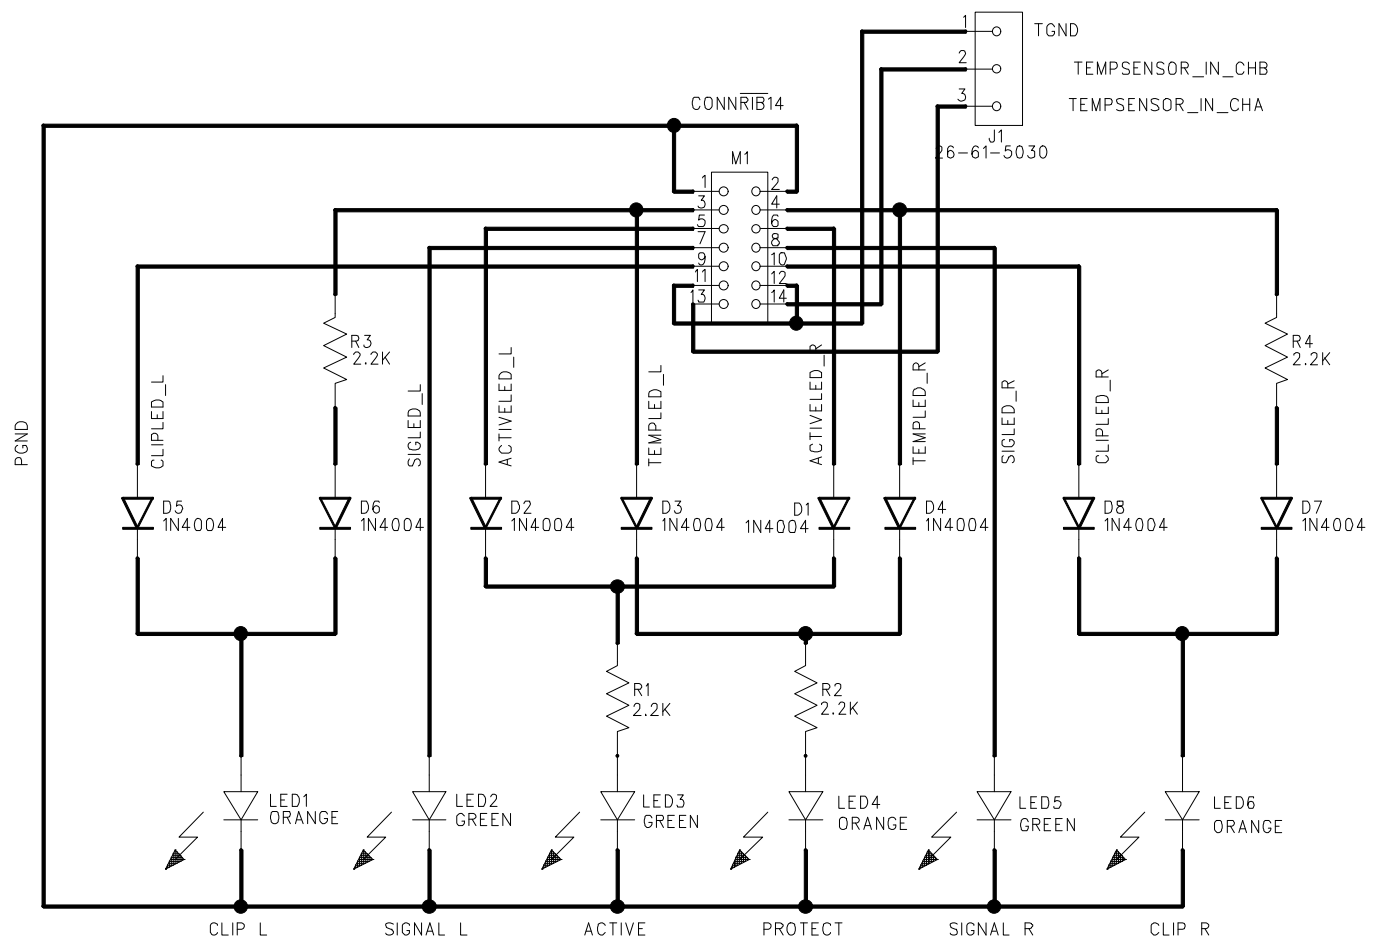 1 TGND
2 TEMPSENSOR_IN_CHB
3 TEMPSENSOR_IN_CHA
J1
26-61-5030
CONNRIB14
M1
1 2
3 4
5 6
7 8
9 10
11 12
13 14
R3
2.2K
R4
2.2K
PGND
CLIPLED_L
SIGLED_L
ACTIVELED_L
TEMPLED_L
ACTIVELED_R
TEMPLED_R
SIGLED_R
CLIPLED_R
D5
1N4004
D6
1N4004
D2
1N4004
D3
1N4004
D1
1N4004
D4
1N4004
D8
1N4004
D7
1N4004
R1
2.2K
R2
2.2K
LED1
ORANGE
LED2
GREEN
LED3
GREEN
LED4
ORANGE
LED5
GREEN
LED6
ORANGE
CLIP L
SIGNAL L
ACTIVE
PROTECT
SIGNAL R
CLIP R